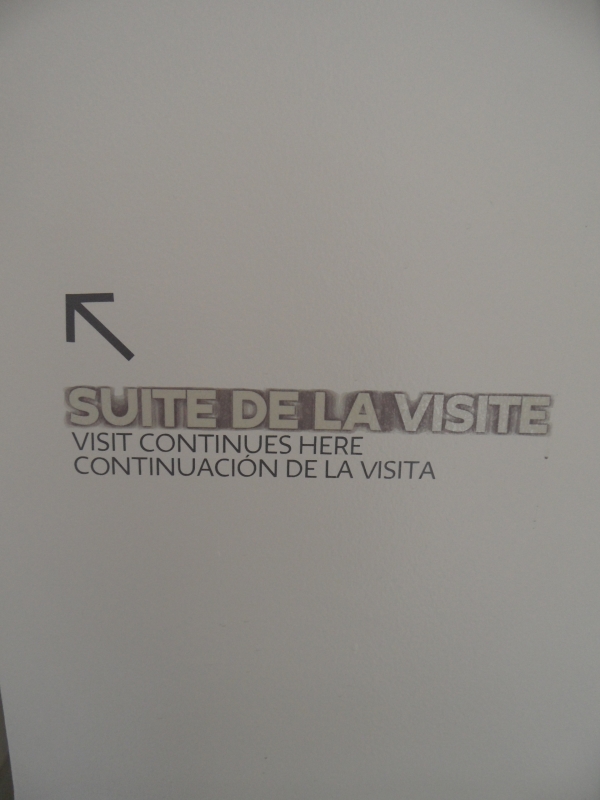 SUITE DE LA VISITE
VISIT CONTINUES HERE
CONTINUACIÓN DE LA VISITA